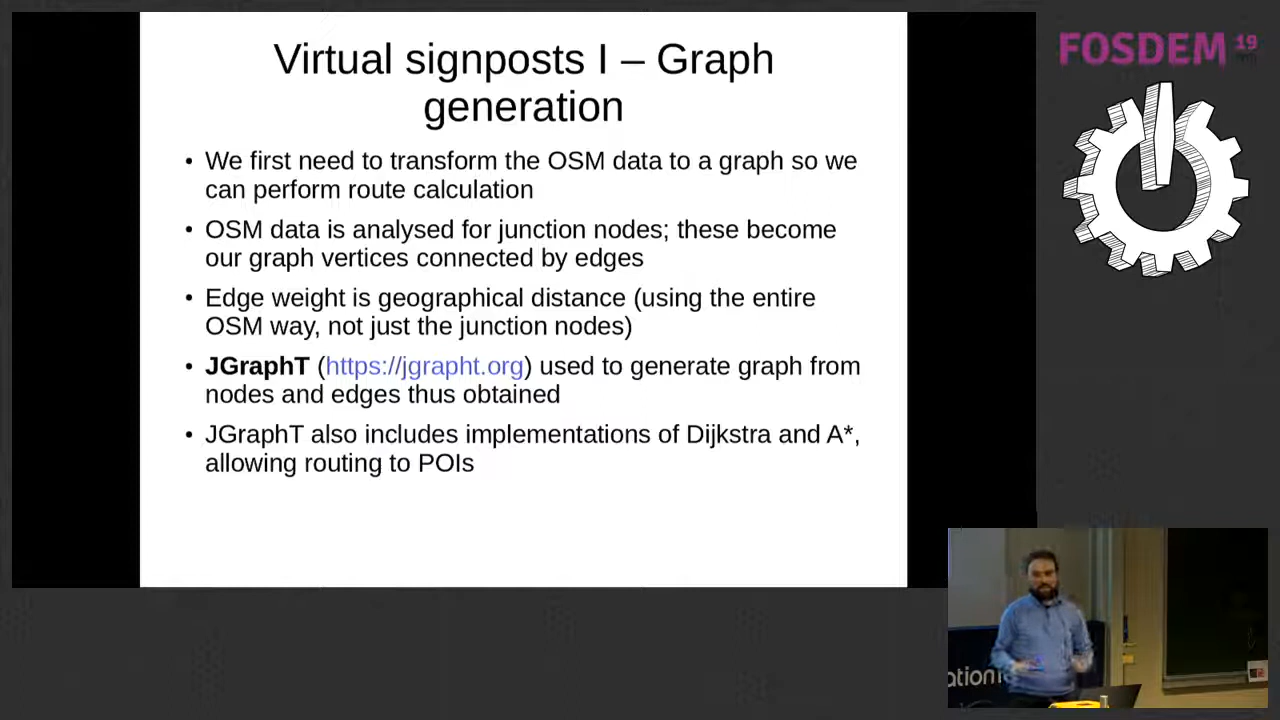 Virtual signposts I – Graph
generation
• We first need to transform the OSM data to a graph so we
can perform route calculation
• OSM data is analysed for junction nodes; these become
our graph vertices connected by edges
• Edge weight is geographical distance (using the entire
OSM way, not just the junction nodes)
• JGraphT (https://jgrapht.org) used to generate graph from
nodes and edges thus obtained
• JGraphT also includes implementations of Dijkstra and A*,
allowing routing to POIs
FOSDEM 19